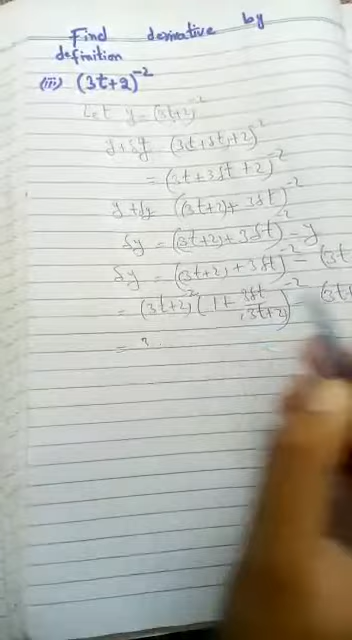 Find derivative by
definition
(iii) (3t+2)⁻²
Let y = (3t+2)⁻²
y+δy (3(t+δt)+2)⁻²
= (3t+3δt+2)⁻²
y+δy ((3t+2)+3δt)⁻²
δy = ((3t+2)+3δt)⁻² - y
δy = ((3t+2)+3δt)⁻² - (3t
= (3t+2)⁻² (1+ 3δt/(3t+2))⁻² - (3t+
=